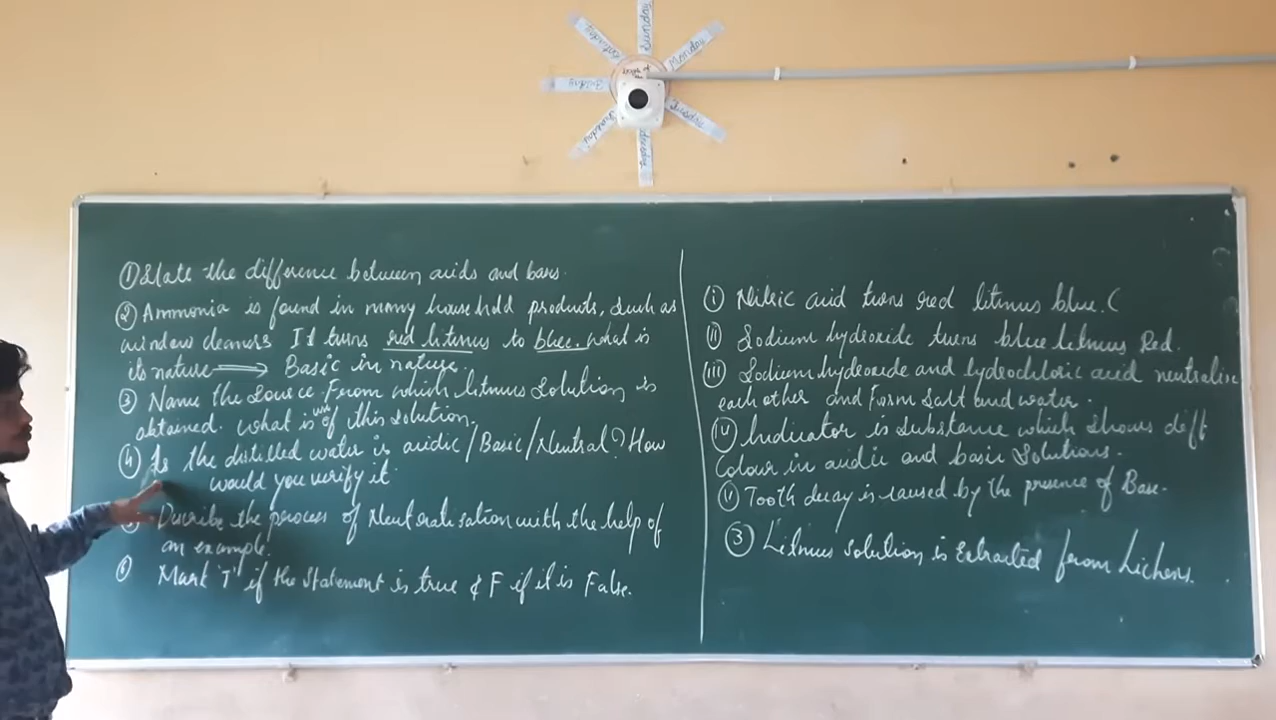 Sunday
Saturday
Monday
Friday
Tuesday
Thursday
① State the difference between acids and bases.
② Ammonia is found in many household products, such as
window cleaners It turns red litmus to blue. what is
its nature ⟹ Basic in nature.
③ Name the source From which litmus solution is
obtained. what is use of this solution.
④ Is the distilled water is acidic/Basic/Neutral? How
would you verify it
Describe the process of Neutralisation with the help of
an example.
⑥ Mark 'T' if the statement is true & F if it is False.
ⓘ Nitric acid turns red litmus blue. (
(ii) Sodium hydroxide turns blue litmus Red.
(iii) Sodium hydroxide and hydrochloric acid neutralise
each other and Form salt and water.
(iv) Indicator is substance which shows diff
Colour in acidic and basic Solutions.
(v) Tooth decay is caused by the presence of Base.
③ Litmus solution is Extracted from Lichens.